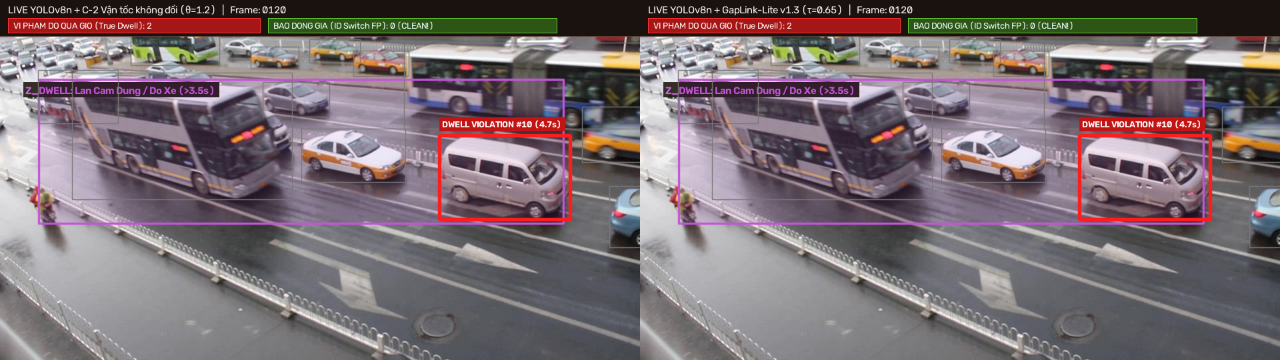 LIVE YOLOv8n + C-2 Vận tốc không đổi (θ=1.2) | Frame: 0120
VI PHAM DO QUA GIO (True Dwell): 2
BAO DONG GIA (ID Switch FP): 0 (CLEAN!)
Z_DWELL: Lan Cam Dung / Do Xe (>3.5s)
DWELL VIOLATION #10 (4.7s)
LIVE YOLOv8n + GapLink-Lite v1.3 (τ=0.65) | Frame: 0120
VI PHAM DO QUA GIO (True Dwell): 2
BAO DONG GIA (ID Switch FP): 0 (CLEAN!)
Z_DWELL: Lan Cam Dung / Do Xe (>3.5s)
DWELL VIOLATION #10 (4.7s)